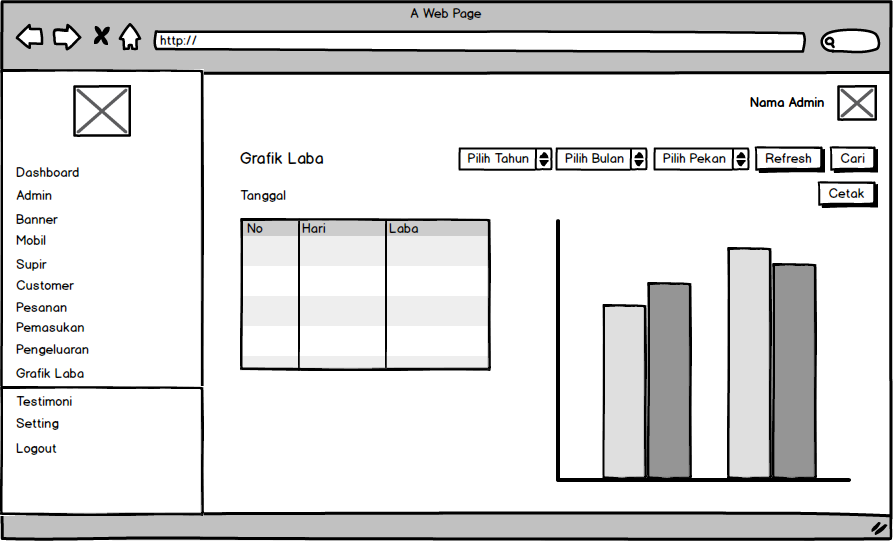 A Web Page
http://
Nama Admin
Grafik Laba
Pilih Tahun
Pilih Bulan
Pilih Pekan
Refresh
Cari
Cetak
Tanggal
No Hari Laba
Dashboard
Admin
Banner
Mobil
Supir
Customer
Pesanan
Pemasukan
Pengeluaran
Grafik Laba
Testimoni
Setting
Logout